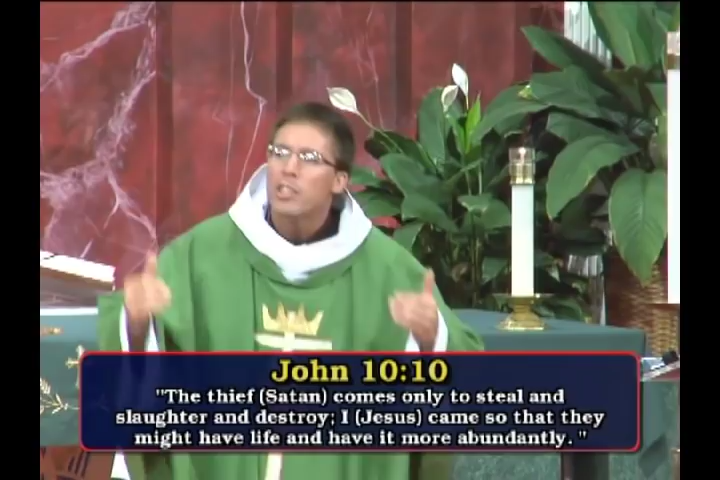 John 10:10
"The thief (Satan) comes only to steal and
slaughter and destroy; I (Jesus) came so that they
might have life and have it more abundantly. "